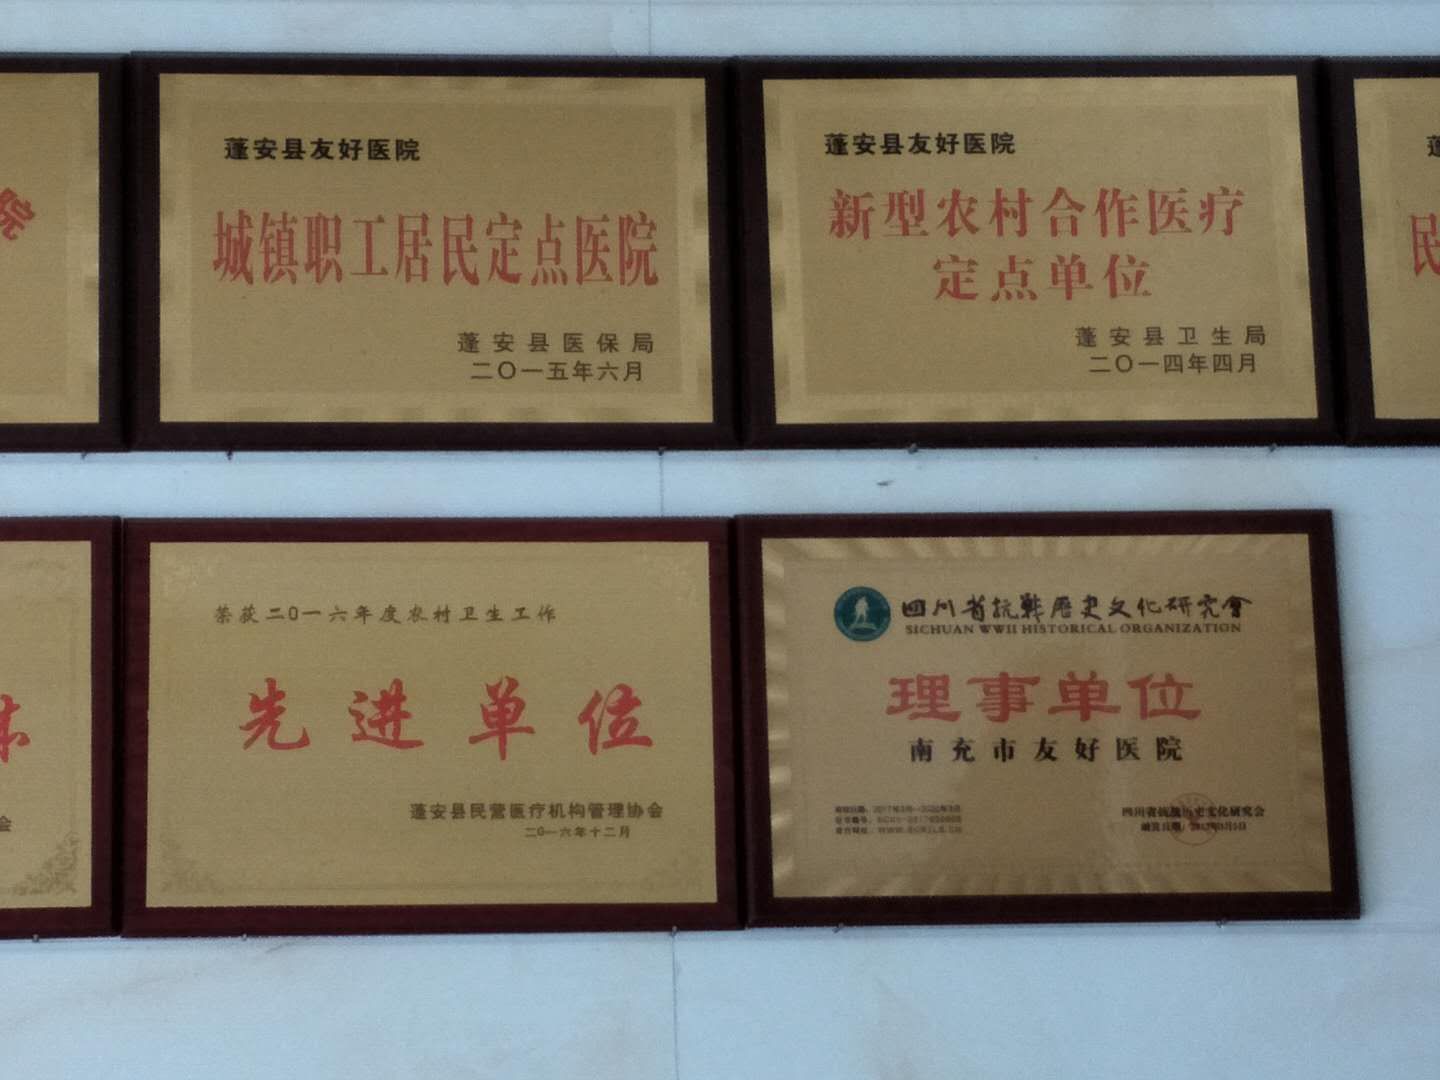 蓬安县友好医院
城镇职工居民定点医院
蓬安县医保局
二〇一五年六月
蓬安县友好医院
新型农村合作医疗
定点单位
蓬安县卫生局
二〇一四年四月
民
荣获二0一六年度农村卫生工作
先进单位
蓬安县民营医疗机构管理协会
二0一六年十二月
四川省抗戰歷史文化研究會
SICHUAN WWII HISTORICAL ORGANIZATION
理事单位
南充市友好医院
四川省抗战历史文化研究会